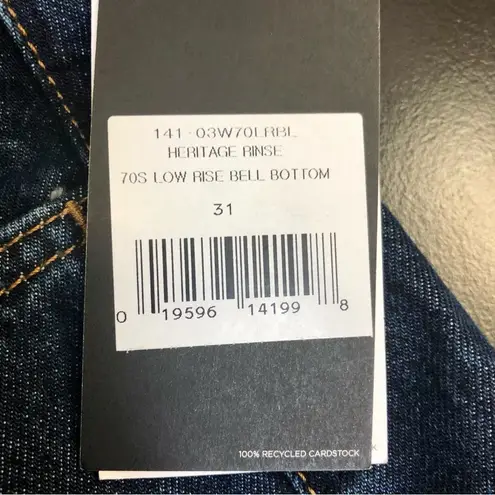 141-03W70LRBL
HERITAGE RINSE
70S LOW RISE BELL BOTTOM
31
0 19596 14199 8
100% RECYCLED CARDSTOCK
K